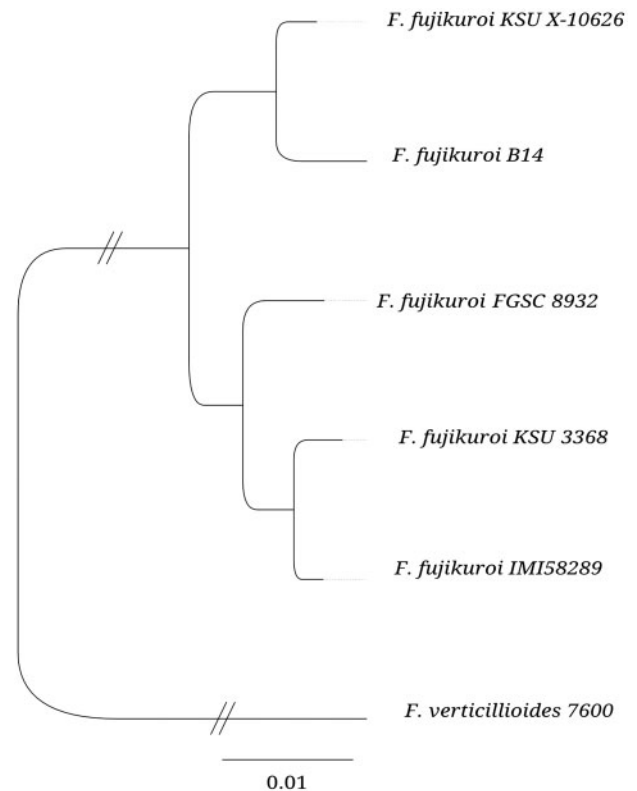 F. fujikuroi KSU X-10626
F. fujikuroi B14
F. fujikuroi FGSC 8932
F. fujikuroi KSU 3368
F. fujikuroi IMI58289
F. verticillioides 7600
0.01